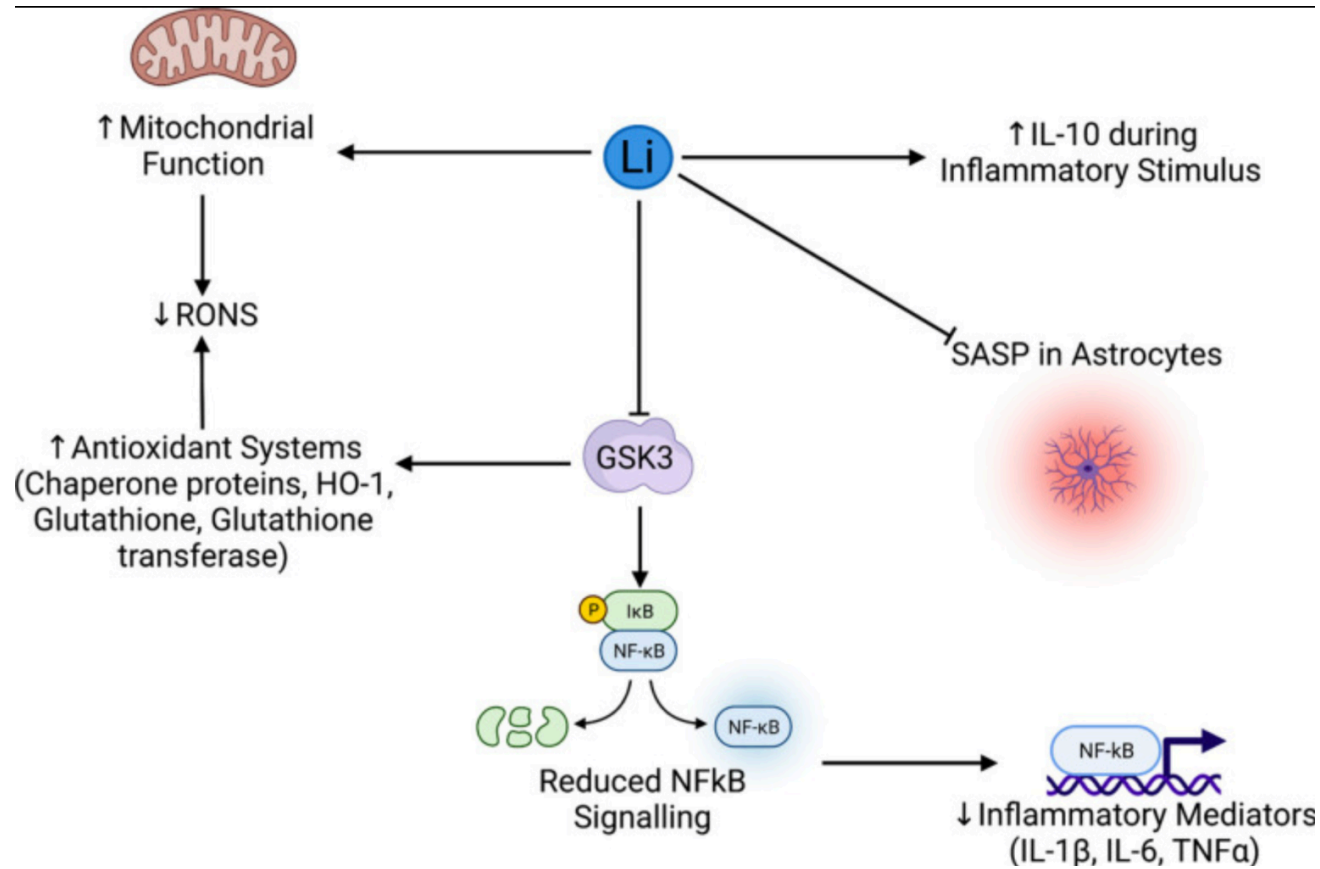 ↑Mitochondrial
Function
Li
↑IL-10 during
Inflammatory Stimulus
↓RONS
SASP in Astrocytes
↑Antioxidant Systems
(Chaperone proteins, HO-1,
Glutathione, Glutathione
transferase)
GSK3
P
IκB
NF-κB
NF-κB
Reduced NFkB
Signalling
NF-kB
↓Inflammatory Mediators
(IL-1β, IL-6, TNFα)